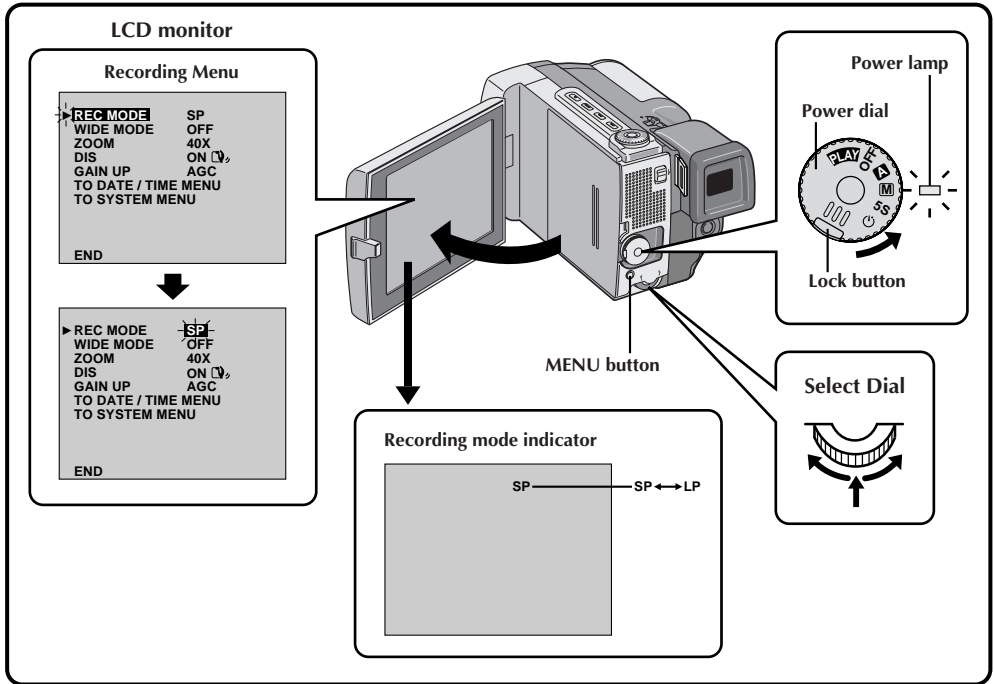 LCD monitor
Recording Menu
REC MODE SP
WIDE MODE OFF
ZOOM 40X
DIS ON
GAIN UP AGC
TO DATE / TIME MENU
TO SYSTEM MENU
END
REC MODE SP
WIDE MODE OFF
ZOOM 40X
DIS ON
GAIN UP AGC
TO DATE / TIME MENU
TO SYSTEM MENU
END
MENU button
Recording mode indicator
SP SP ↔ LP
Power lamp
Power dial
PLAY
OFF
A
M
5S
Lock button
Select Dial